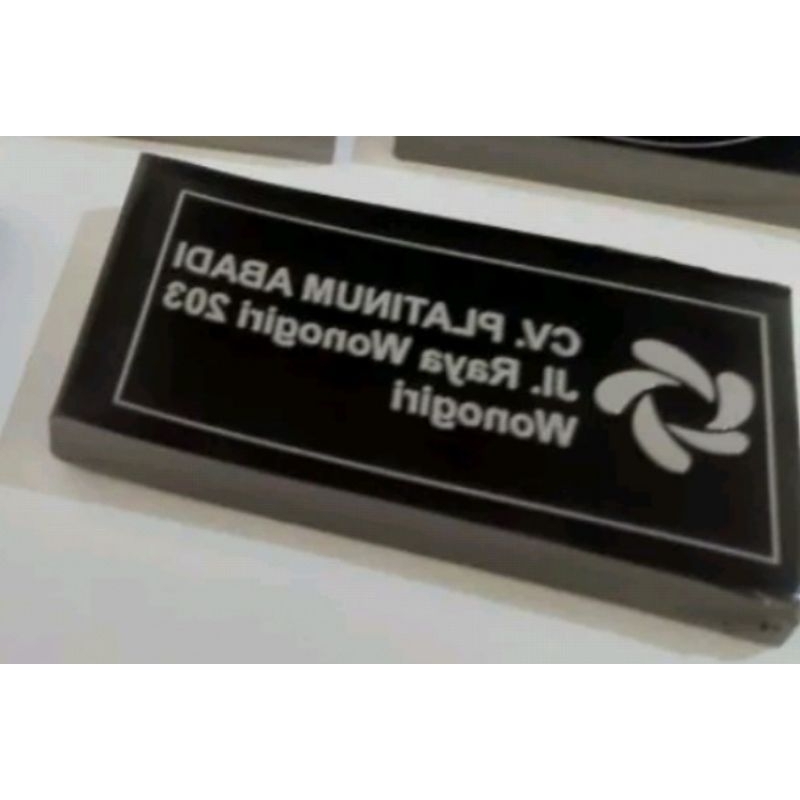 CV. PLATINUM ABADI
Jl. Raya Wonogiri 203
Wonogiri